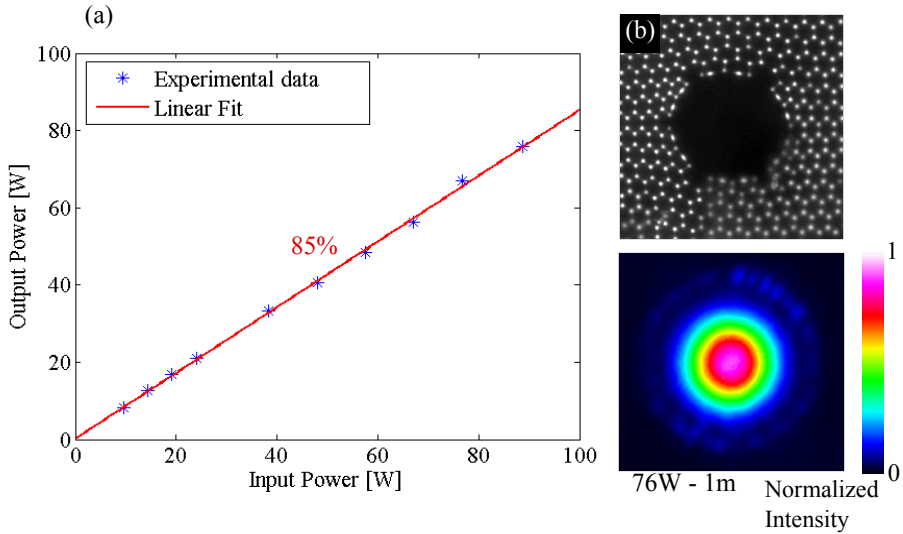 (a)
100
80
60
40
20
0
0
20
40
60
80
100
Output Power [W]
Input Power [W]
Experimental data
Linear Fit
85%
(b)
1
0
76W - 1m
Normalized
Intensity